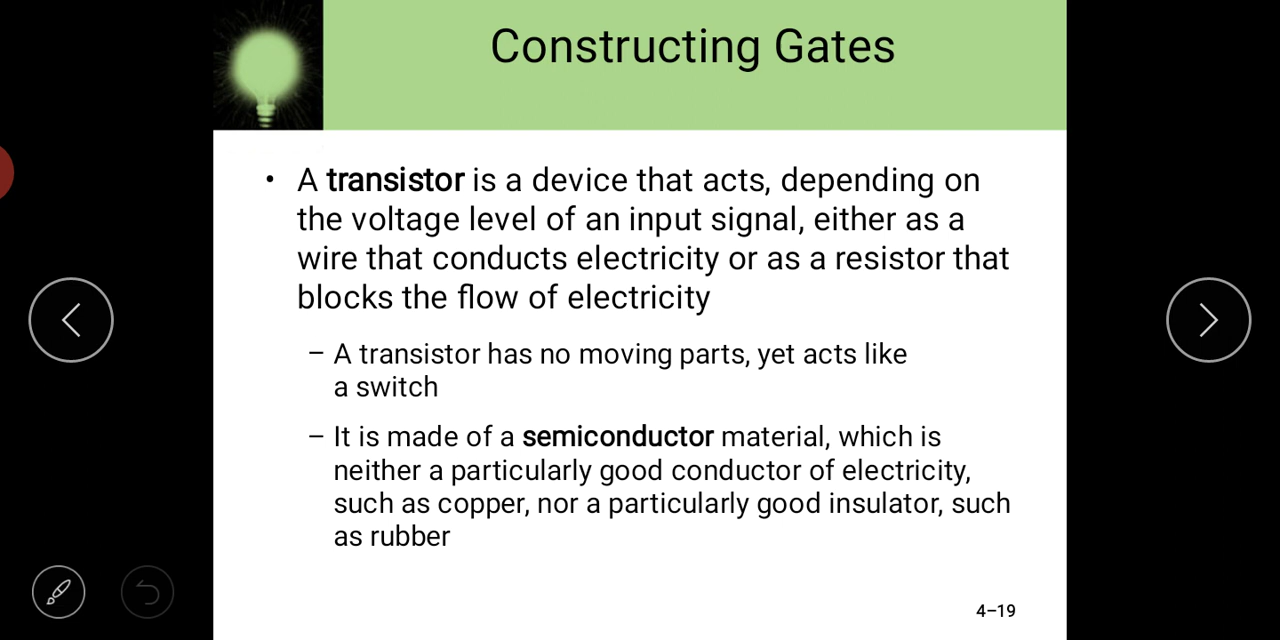 Constructing Gates
• A transistor is a device that acts, depending on
the voltage level of an input signal, either as a
wire that conducts electricity or as a resistor that
blocks the flow of electricity
– A transistor has no moving parts, yet acts like
a switch
– It is made of a semiconductor material, which is
neither a particularly good conductor of electricity,
such as copper, nor a particularly good insulator, such
as rubber
4–19